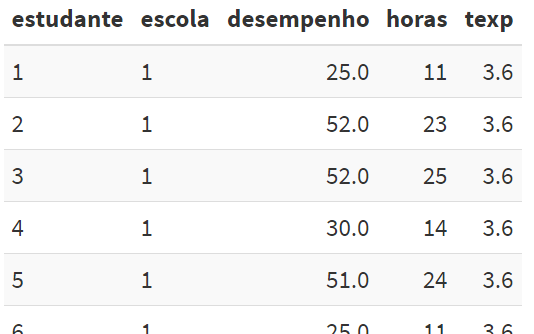 estudante escola desempenho horas texp
1 1 25.0 11 3.6
2 1 52.0 23 3.6
3 1 52.0 25 3.6
4 1 30.0 14 3.6
5 1 51.0 24 3.6
6 1 25.0 11 3.6